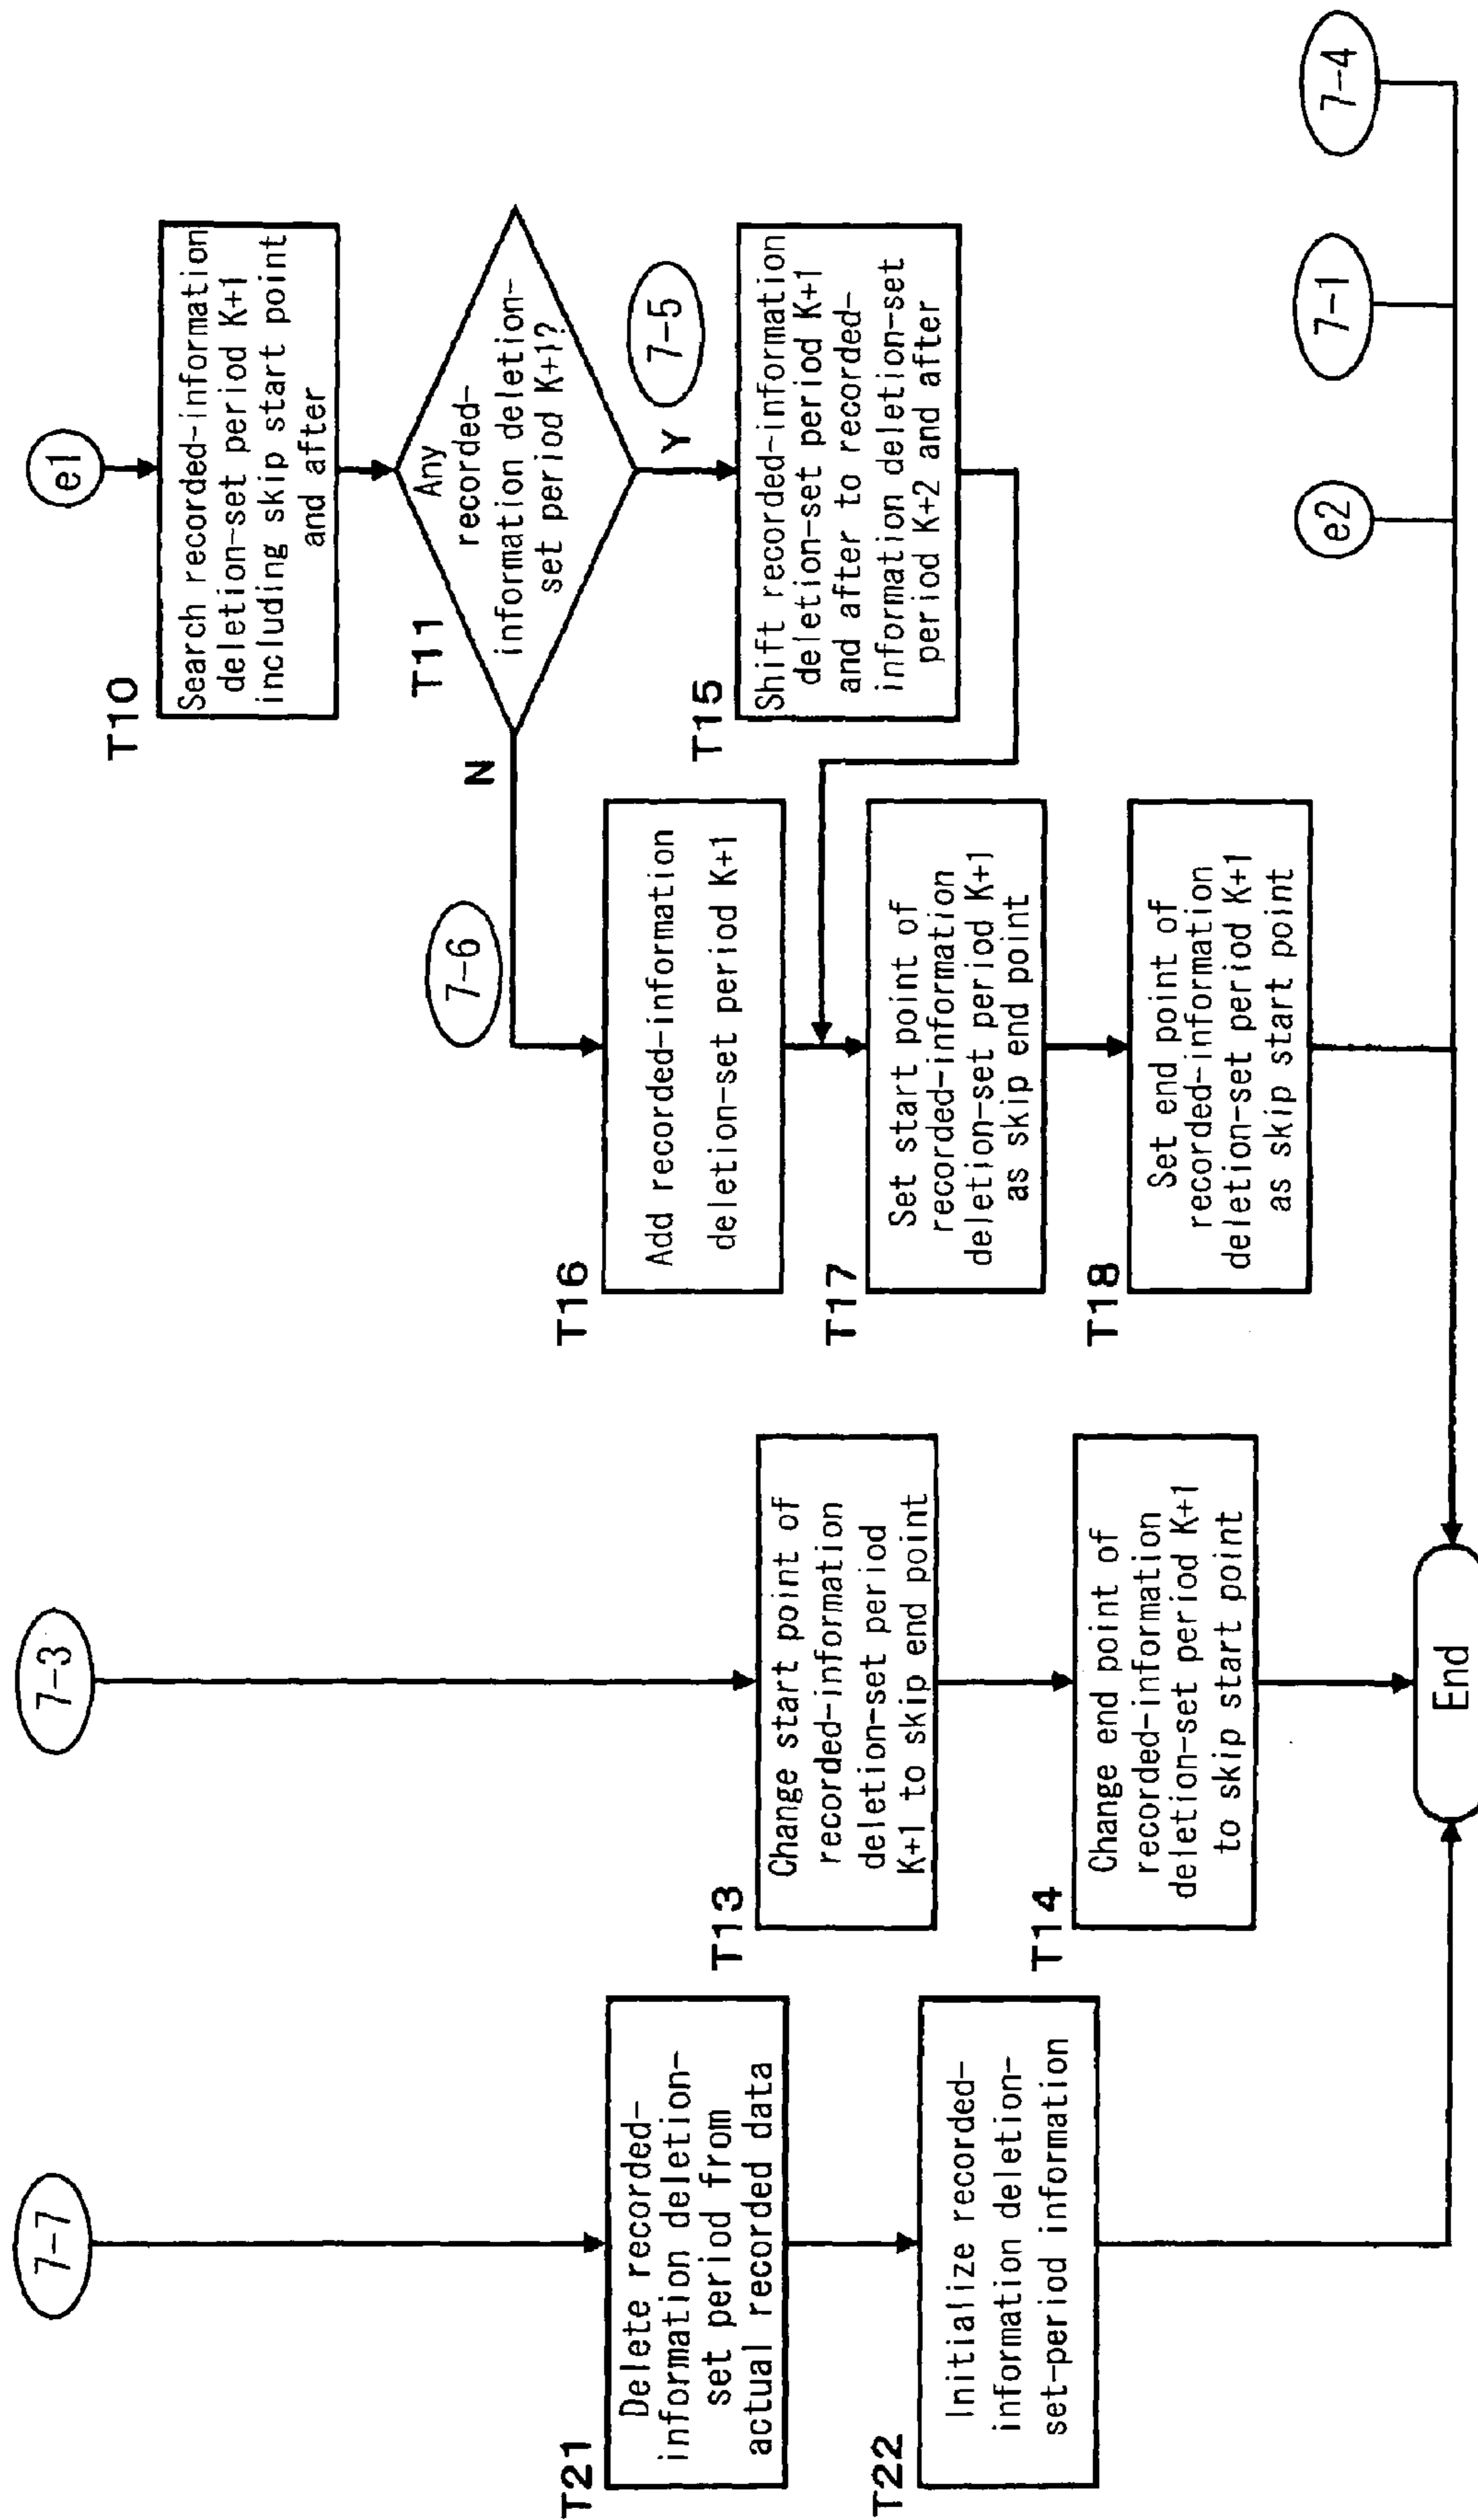 7-7
T21
Delete recorded-
information deletion-
set period from
actual recorded data
T22
Initialize recorded-
information deletion-
set-period information
7-3
T13
Change start point of
recorded-information
deletion-set period
K+1 to skip end point
T14
Change end point of
recorded-information
deletion-set period K+1
to skip start point
End
e1
T10
Search recorded-information
deletion-set period K+1
including skip start point
and after
T11
Any
recorded-
information deletion-
set period K+1?
N
7-6
Y
7-5
T15
Shift recorded-information
deletion-set period K+1
and after to recorded-
information deletion-set
period K+2 and after
T16
Add recorded-information
deletion-set period K+1
T17
Set start point of
recorded-information
deletion-set period K+1
as skip end point
T18
Set end point of
recorded-information
deletion-set period K+1
as skip start point
e2
7-1
7-4